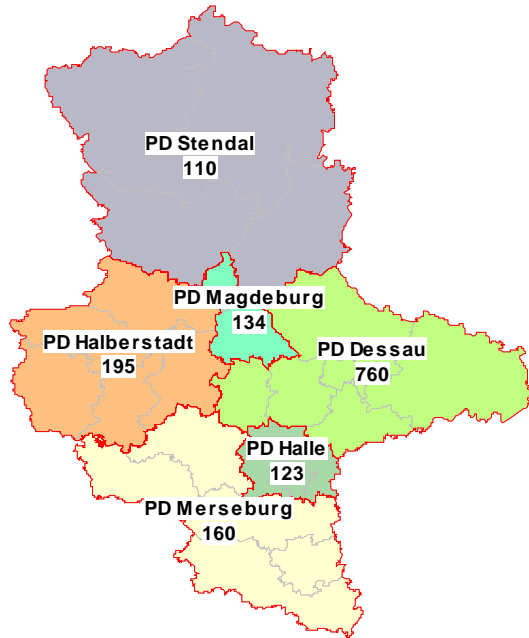 PD Stendal
110
PD Magdeburg
134
PD Halberstadt
195
PD Dessau
760
PD Halle
123
PD Merseburg
160